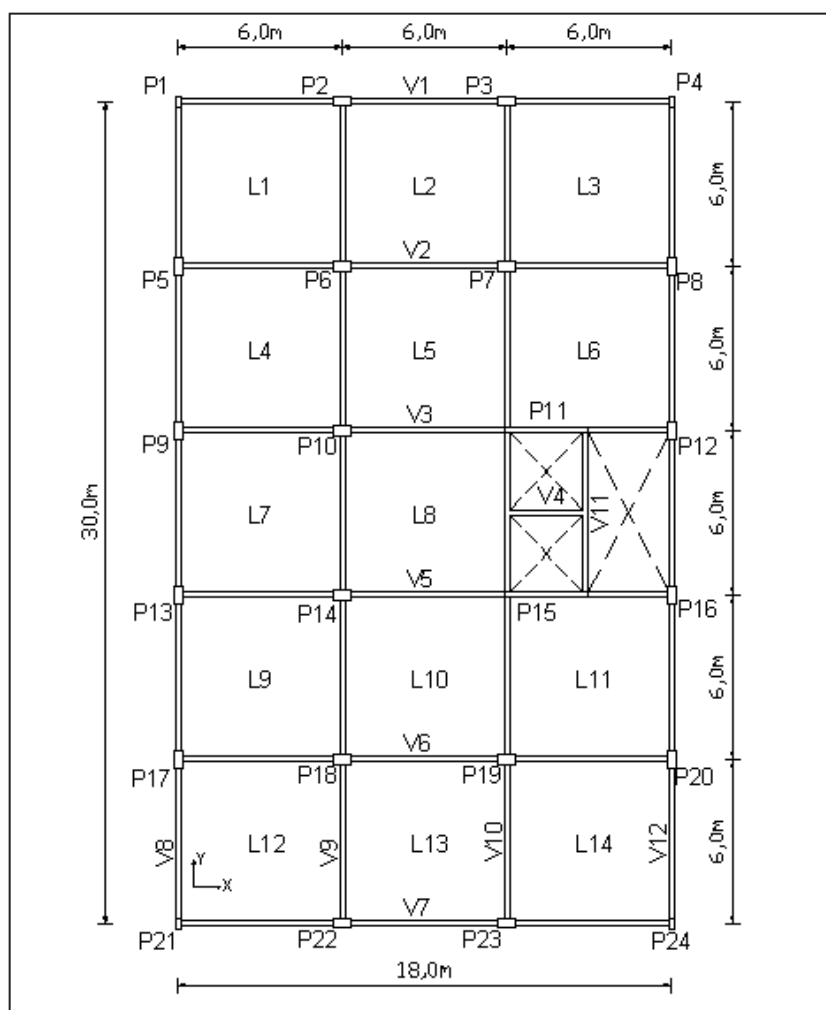 6,0m 6,0m 6,0m
P1 P2 V1 P3 P4
L1 L2 L3 6,0m
V2
P5 P6 P7 P8
L4 L5 L6 6,0m
V3 P11
P9 P10 P12
30,0m L7 L8 V4 V11 6,0m
V5
P13 P14 P15 P16
L9 L10 L11 6,0m
V6
P17 P18 P19 P20
V8 L12 V9 L13 V10 L14 V12 6,0m
Y
X
V7
P21 P22 P23 P24
18,0m